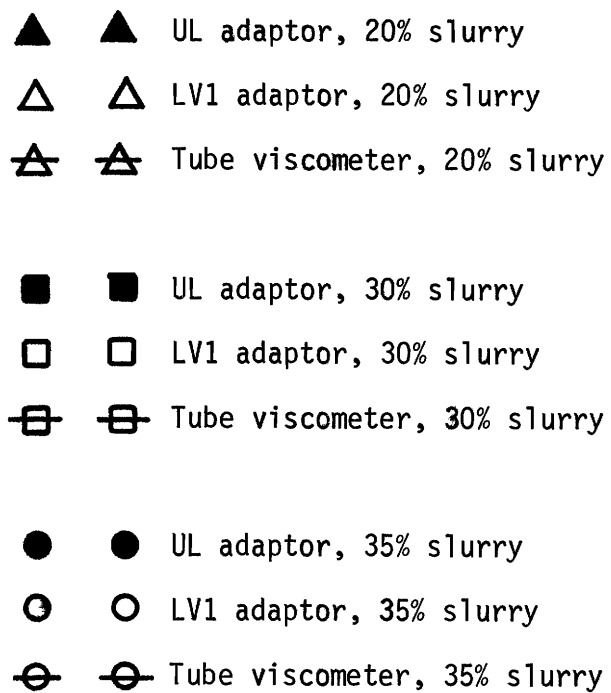 UL adaptor, 20% slurry
LV1 adaptor, 20% slurry
Tube viscometer, 20% slurry
UL adaptor, 30% slurry
LV1 adaptor, 30% slurry
Tube viscometer, 30% slurry
UL adaptor, 35% slurry
LV1 adaptor, 35% slurry
Tube viscometer, 35% slurry